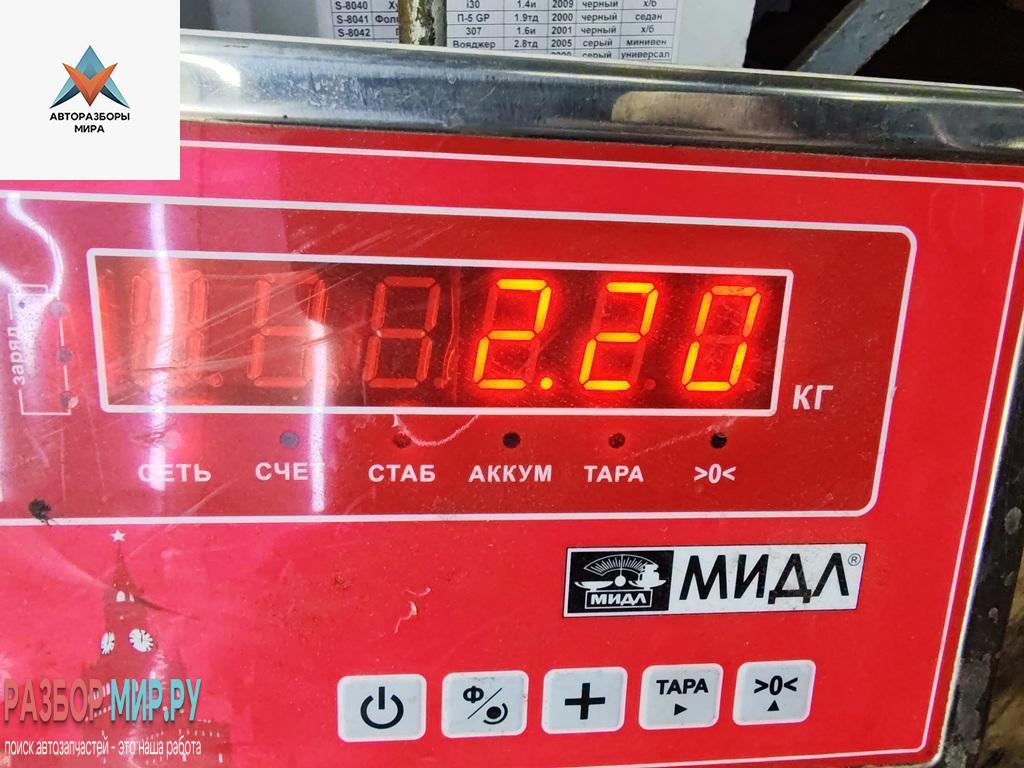 S-8040 i30 1.4и 2009 черный х/б
S-8041 П-5 GP 1.9тд 2000 черный седан
S-8042 307 1.6и 2001 черный х/б
Вояджер 2.8тд 2005 серый минивен
серый универсал
АВТОРАЗБОРЫ
МИРА
заряд
2.20
КГ
СЕТЬ СЧЕТ СТАБ АККУМ ТАРА >0<
МИДЛ МИДЛ®
Ф ТАРА >0<
РАЗБОРМИР.РУ
поиск автозапчастей - это наша работа